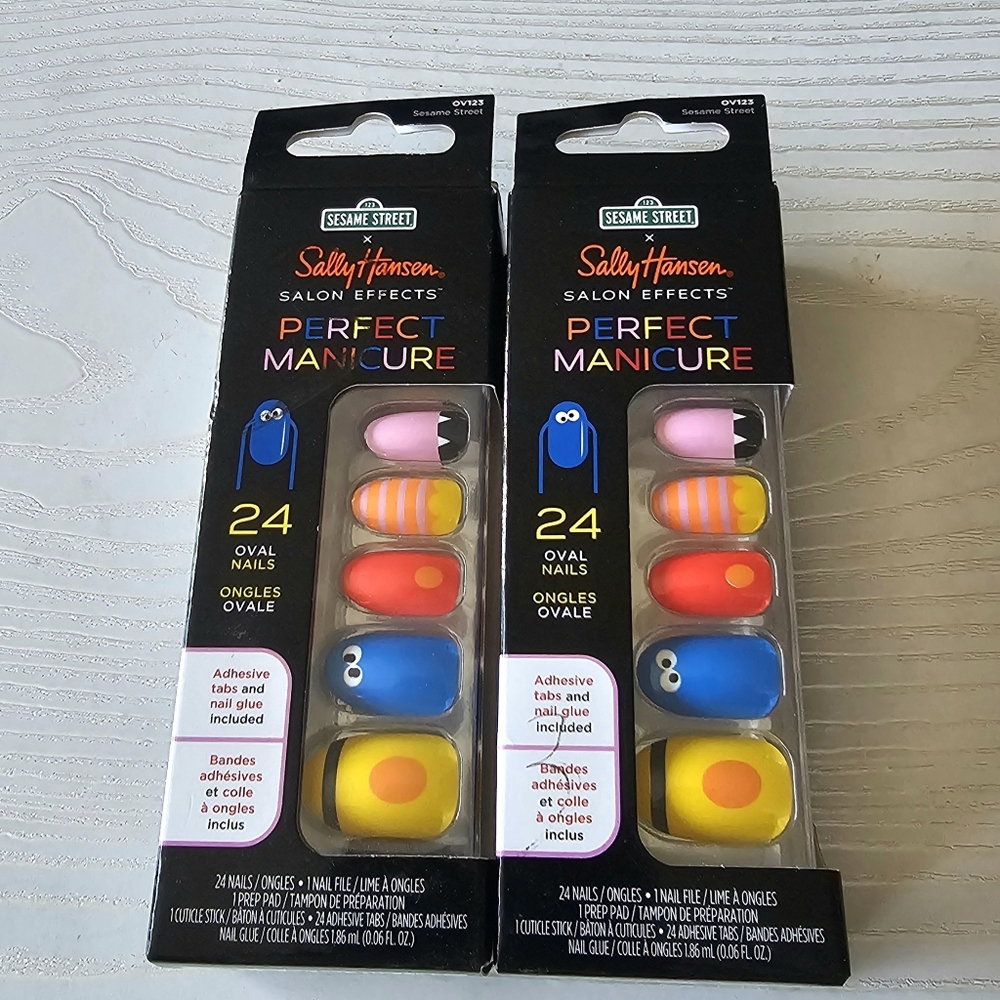 OV123
Sesame Street
123
SESAME STREET
x
Sally Hansen®
SALON EFFECTS™
PERFECT
MANICURE
24
OVAL
NAILS
ONGLES
OVALE
Adhesive
tabs and
nail glue
included
Bandes
adhésives
et colle
à ongles
inclus
24 NAILS / ONGLES • 1 NAIL FILE / LIME À ONGLES
1 PREP PAD / TAMPON DE PRÉPARATION
1 CUTICLE STICK / BÂTON À CUTICULES • 24 ADHESIVE TABS / BANDES ADHÉSIVES
NAIL GLUE / COLLE À ONGLES 1.86 mL (0.06 FL. OZ.)
OV123
Sesame Street
123
SESAME STREET
x
Sally Hansen®
SALON EFFECTS™
PERFECT
MANICURE
24
OVAL
NAILS
ONGLES
OVALE
Adhesive
tabs and
nail glue
included
Bandes
adhésives
et colle
à ongles
inclus
24 NAILS / ONGLES • 1 NAIL FILE / LIME À ONGLES
1 PREP PAD / TAMPON DE PRÉPARATION
1 CUTICLE STICK / BÂTON À CUTICULES • 24 ADHESIVE TABS / BANDES ADHÉSIVES
NAIL GLUE / COLLE À ONGLES 1.86 mL (0.06 FL. OZ.)